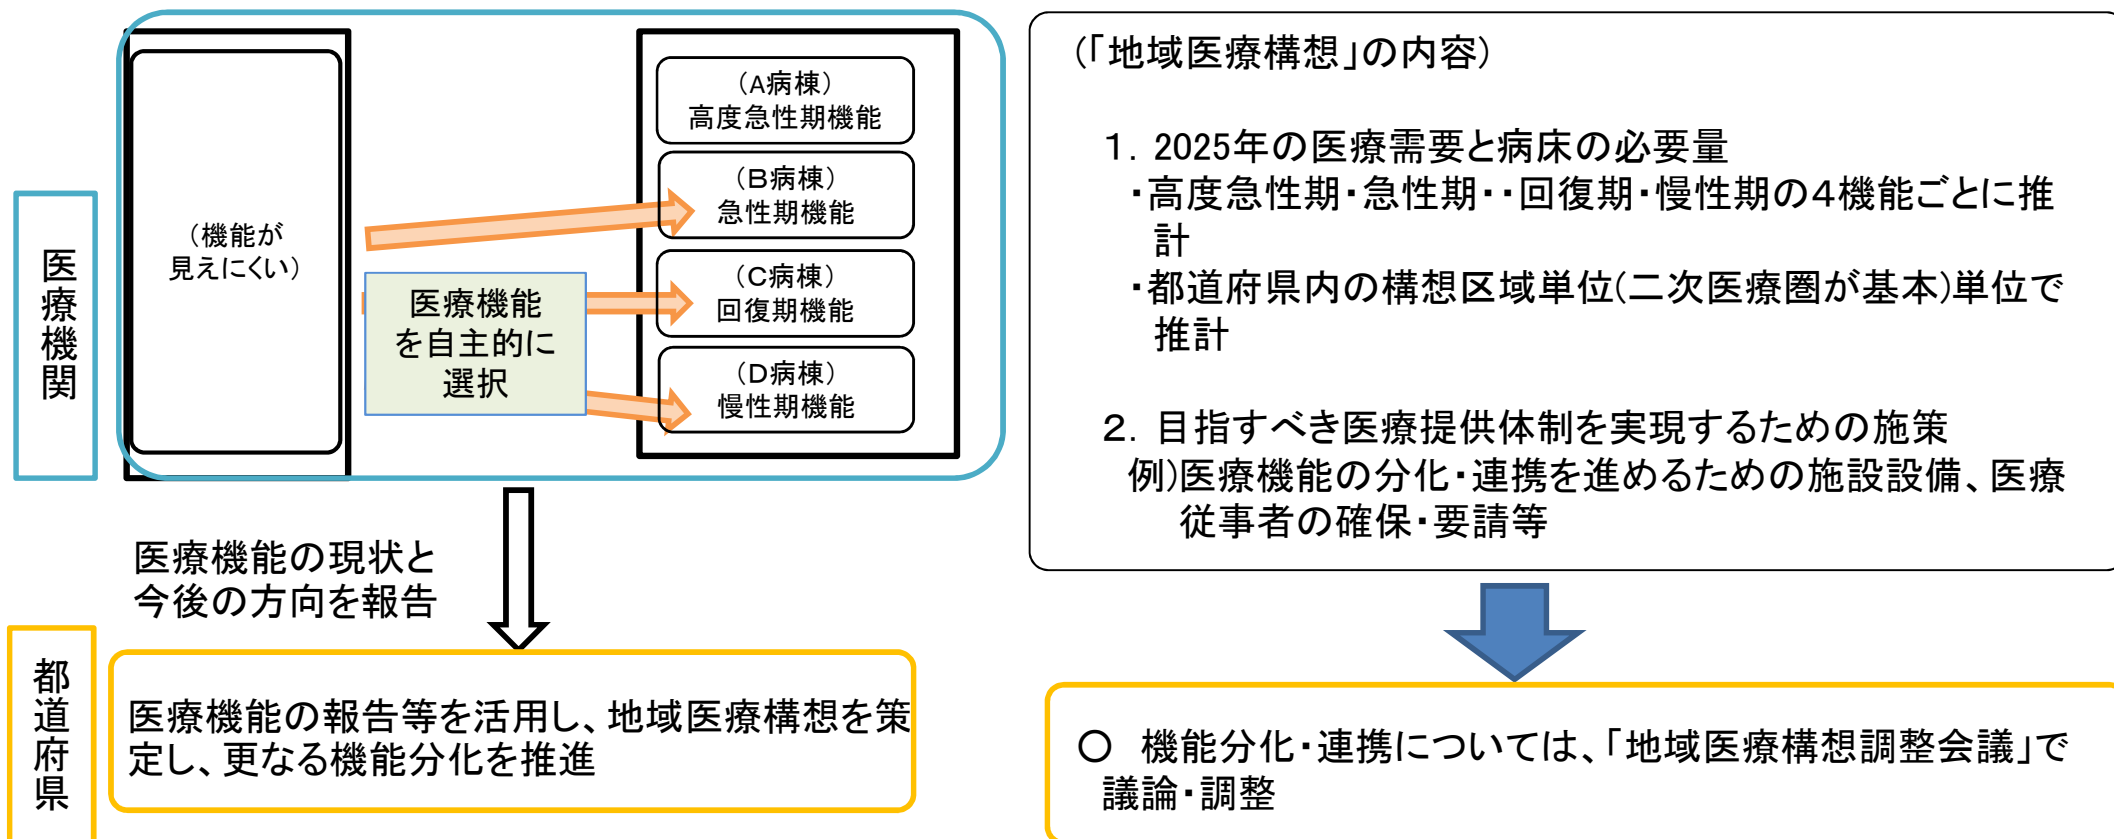 医療機関
（機能が
見えにくい）
医療機能
を自主的に
選択
（A病棟）
高度急性期機能
（B病棟）
急性期機能
（C病棟）
回復期機能
（D病棟）
慢性期機能
医療機能の現状と
今後の方向を報告
都道府県
医療機能の報告等を活用し、地域医療構想を策
定し、更なる機能分化を推進
(「地域医療構想」の内容)
１．2025年の医療需要と病床の必要量
・高度急性期・急性期・・回復期・慢性期の４機能ごとに推
計
・都道府県内の構想区域単位(二次医療圏が基本)単位で
推計
２．目指すべき医療提供体制を実現するための施策
例)医療機能の分化・連携を進めるための施設設備、医療
従事者の確保・要請等
○　機能分化・連携については、「地域医療構想調整会議」で
議論・調整